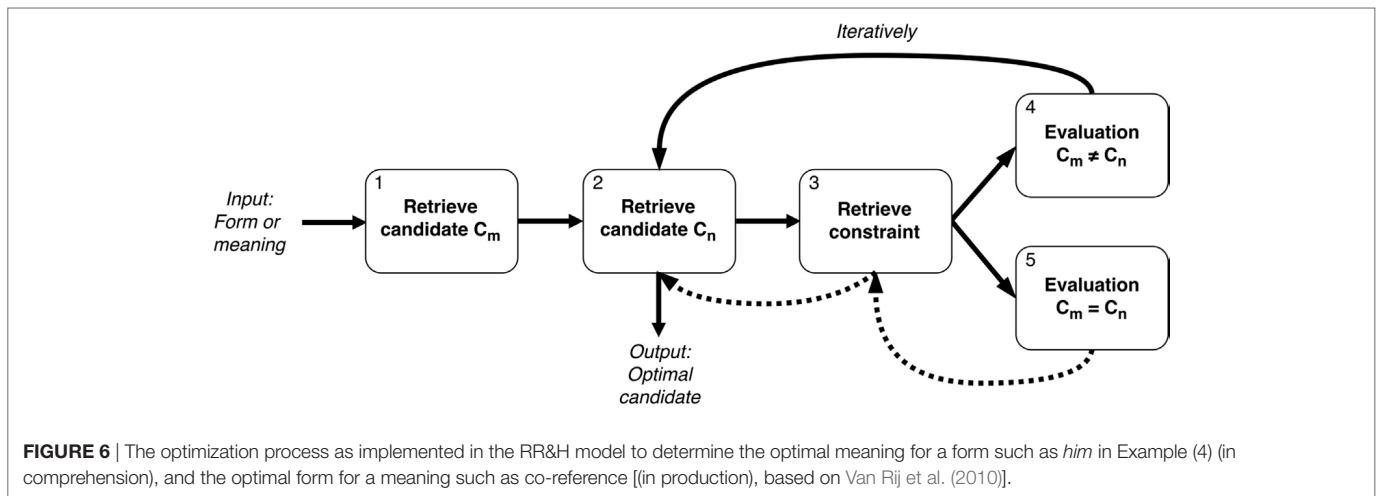 Iteratively
Input:
Form or
meaning
1
Retrieve
candidate Cm
2
Retrieve
candidate Cn
3
Retrieve
constraint
4
Evaluation
Cm ≠ Cn
5
Evaluation
Cm = Cn
Output:
Optimal
candidate
FIGURE 6 | The optimization process as implemented in the RR&H model to determine the optimal meaning for a form such as him in Example (4) (in
comprehension), and the optimal form for a meaning such as co-reference [(in production), based on Van Rij et al. (2010)].